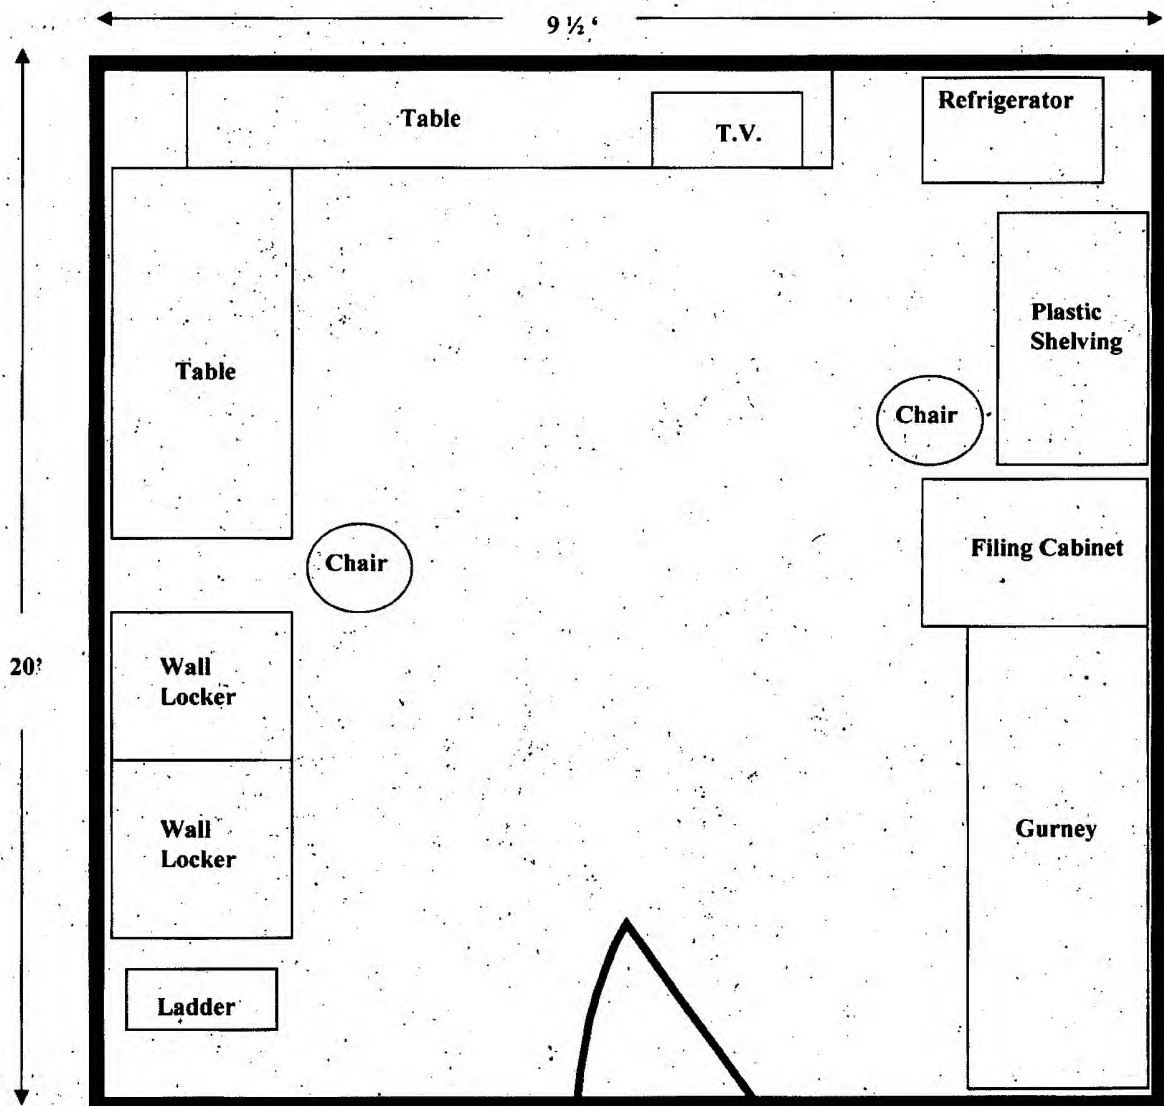 9 ½ ‘
Table
T.V.
Refrigerator
Plastic
Shelving
Table
Chair
Chair
Filing Cabinet
Wall
Locker
20’
Wall
Locker
Gurney
Ladder